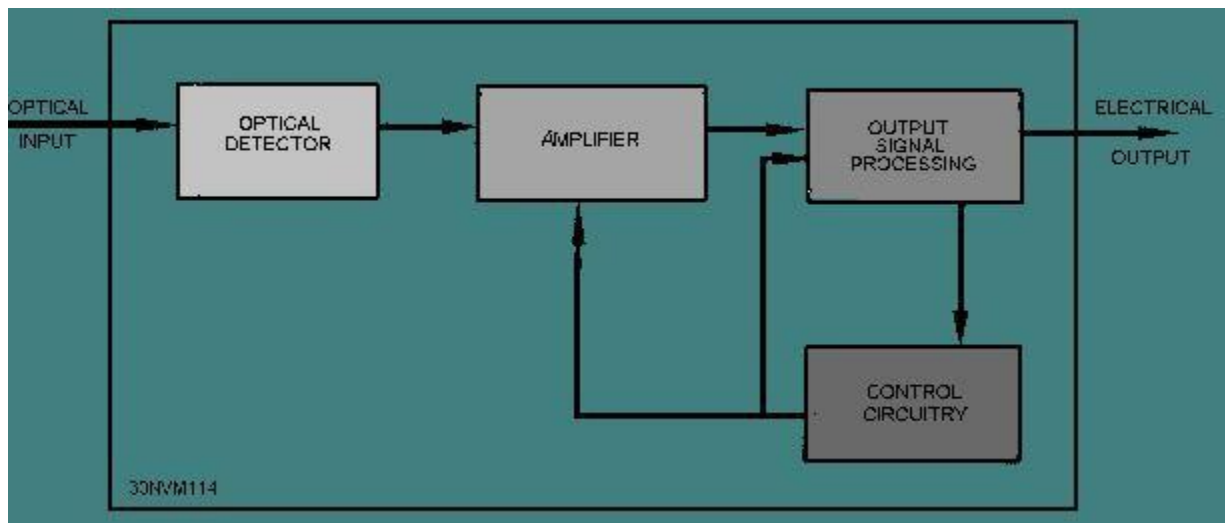 OPTICAL
INPUT
OPTICAL
DETECTOR
AMPLIFIER
OUTPUT
SIGNAL
PROCESSING
ELECTRICAL
OUTPUT
CONTROL
CIRCUITRY
30NVM114